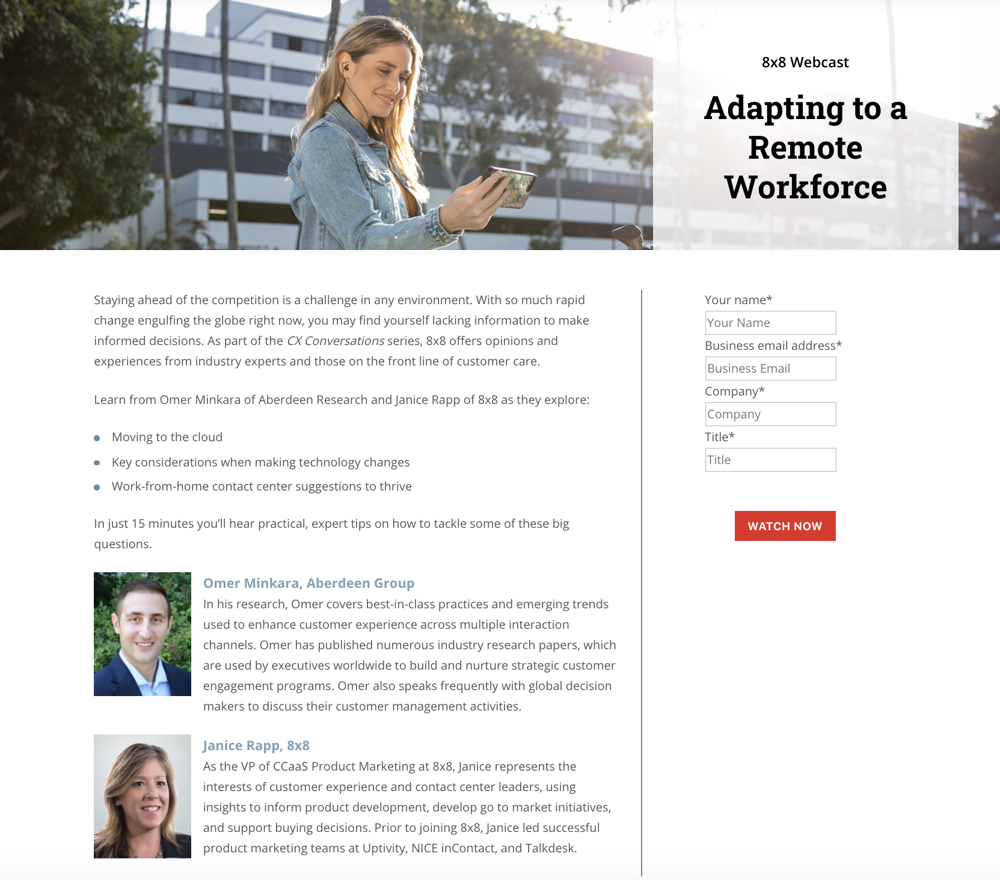 8x8 Webcast
Adapting to a
Remote
Workforce
Staying ahead of the competition is a challenge in any environment. With so much rapid
change engulfing the globe right now, you may find yourself lacking information to make
informed decisions. As part of the CX Conversations series, 8x8 offers opinions and
experiences from industry experts and those on the front line of customer care.
Learn from Omer Minkara of Aberdeen Research and Janice Rapp of 8x8 as they explore:
Moving to the cloud
Key considerations when making technology changes
Work-from-home contact center suggestions to thrive
In just 15 minutes you’ll hear practical, expert tips on how to tackle some of these big
questions.
Omer Minkara, Aberdeen Group
In his research, Omer covers best-in-class practices and emerging trends
used to enhance customer experience across multiple interaction
channels. Omer has published numerous industry research papers, which
are used by executives worldwide to build and nurture strategic customer
engagement programs. Omer also speaks frequently with global decision
makers to discuss their customer management activities.
Janice Rapp, 8x8
As the VP of CCaaS Product Marketing at 8x8, Janice represents the
interests of customer experience and contact center leaders, using
insights to inform product development, develop go to market initiatives,
and support buying decisions. Prior to joining 8x8, Janice led successful
product marketing teams at Uptivity, NICE inContact, and Talkdesk.
Your name*
Your Name
Business email address*
Business Email
Company*
Company
Title*
Title
WATCH NOW